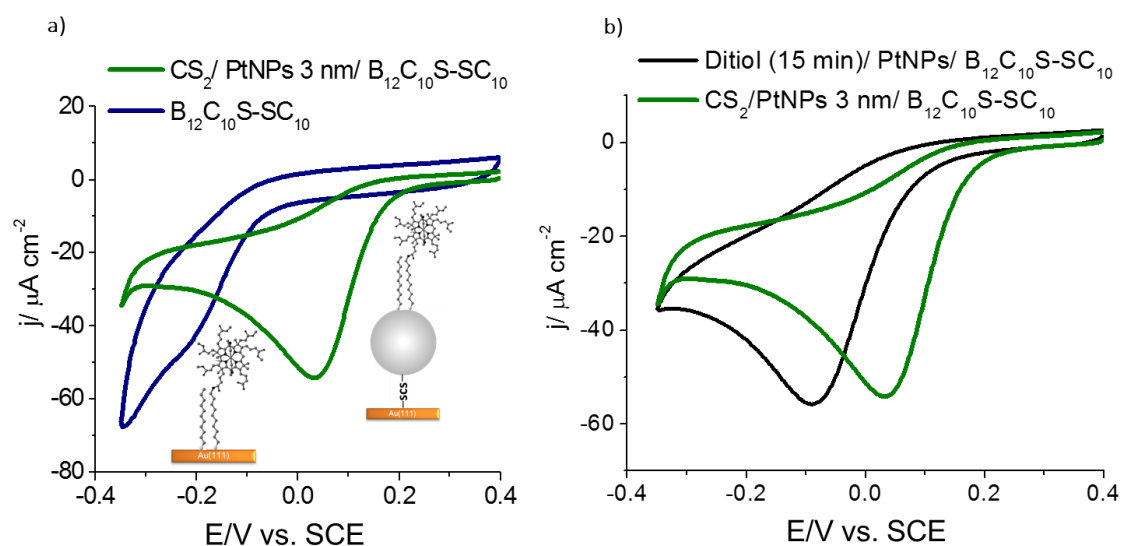 a)
CS₂/ PtNPs 3 nm/ B₁₂C₁₀S-SC₁₀
B₁₂C₁₀S-SC₁₀
20
0
-20
-40
-60
-80
j/ μA cm⁻²
-0.4
-0.2
0.0
0.2
0.4
E/V vs. SCE
Au(111)
SCS
Au(111)
b)
Ditiol (15 min)/ PtNPs/ B₁₂C₁₀S-SC₁₀
CS₂/PtNPs 3 nm/ B₁₂C₁₀S-SC₁₀
0
-20
-40
-60
j/ μA cm⁻²
-0.4
-0.2
0.0
0.2
0.4
E/V vs. SCE